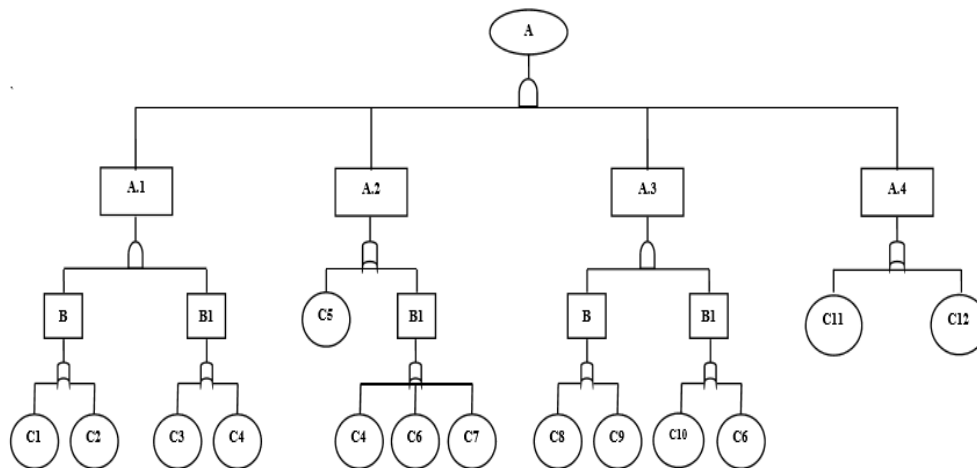 A
A.1 A.2 A.3 A.4
B B1 C5 B1 B B1 C11 C12
C1 C2 C3 C4 C4 C6 C7 C8 C9 C10 C6